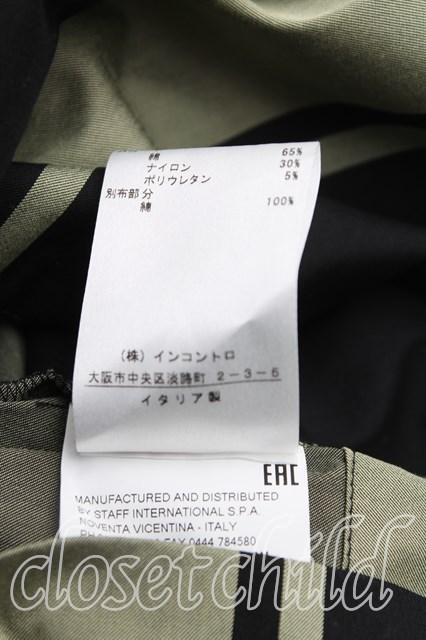 綿 65%
ナイロン 30%
ポリウレタン 5%
別布部分
綿 100%
(株) インコントロ
大阪市中央区淡路町 2-3-5
イタリア製
EAC
MANUFACTURED AND DISTRIBUTED
BY STAFF INTERNATIONAL S.P.A.
NOVENTA VICENTINA - ITALY
FAX 0444 784580
closetchild